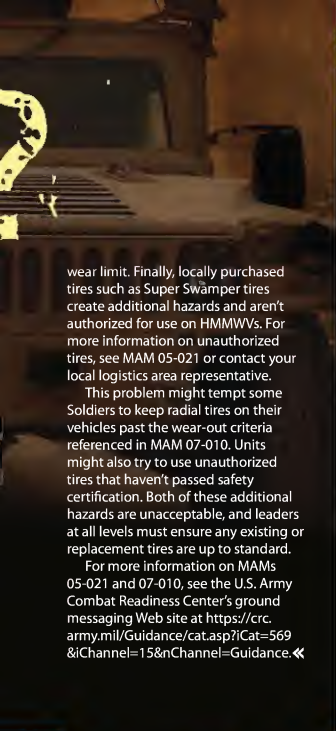 ?
wear limit. Finally, locally purchased
tires such as Super Swamper tires
create additional hazards and aren't
authorized for use on HMMWVs. For
more information on unauthorized
tires, see MAM 05-021 or contact your
local logistics area representative.
This problem might tempt some
Soldiers to keep radial tires on their
vehicles past the wear-out criteria
referenced in MAM 07-010. Units
might also try to use unauthorized
tires that haven't passed safety
certification. Both of these additional
hazards are unacceptable, and leaders
at all levels must ensure any existing or
replacement tires are up to standard.
For more information on MAMs
05-021 and 07-010, see the U.S. Army
Combat Readiness Center's ground
messaging Web site at https://crc.
army.mil/Guidance/cat.asp?iCat=569
&iChannel=15&nChannel=Guidance.«